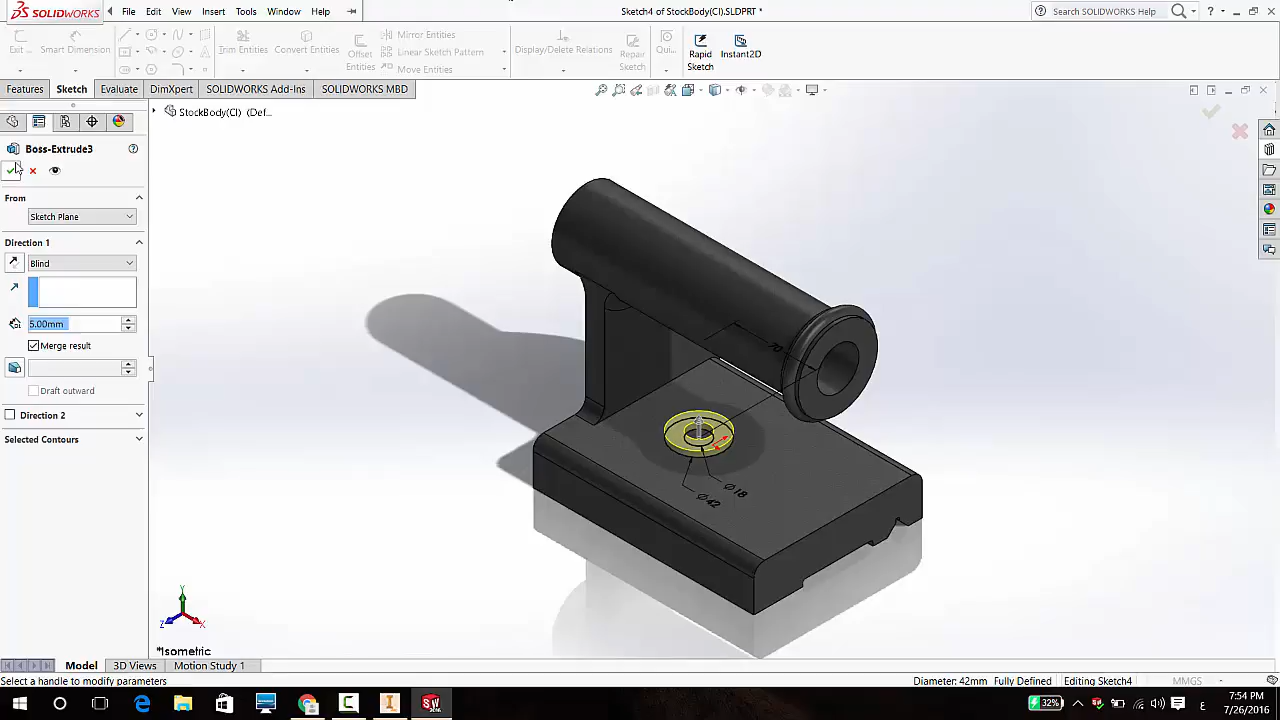 SOLIDWORKS File Edit View Insert Tools Window Help Sketch4 of StockBody(CI).SLDPRT * Search SOLIDWORKS Help
Exit... Smart Dimension Trim Entities Convert Entities Offset Entities Mirror Entities Linear Sketch Pattern Move Entities Display/Delete Relations Repair Sketch Qui... Rapid Sketch Instant2D
Features Sketch Evaluate DimXpert SOLIDWORKS Add-Ins SOLIDWORKS MBD
StockBody(CI) (Def...
Boss-Extrude3
From
Sketch Plane
Direction 1
Blind
5.00mm
Merge result
Draft outward
Direction 2
Selected Contours
70
Ø18
Ø42
Y
Z X
*Isometric
Model 3D Views Motion Study 1
Select a handle to modify parameters Diameter: 42mm Fully Defined Editing Sketch4 MMGS
32% 7:54 PM
7/26/2016